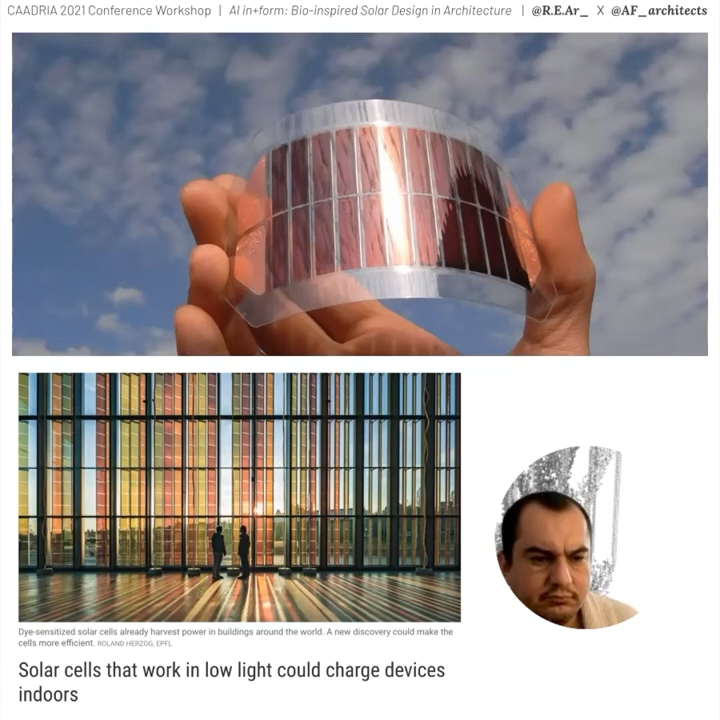 CAADRIA 2021 Conference Workshop | AI in+form: Bio-inspired Solar Design in Architecture | @R.E.Ar_ X @AF_architects
Dye-sensitized solar cells already harvest power in buildings around the world. A new discovery could make the
cells more efficient. ROLAND HERZOG, EPFL
Solar cells that work in low light could charge devices
indoors